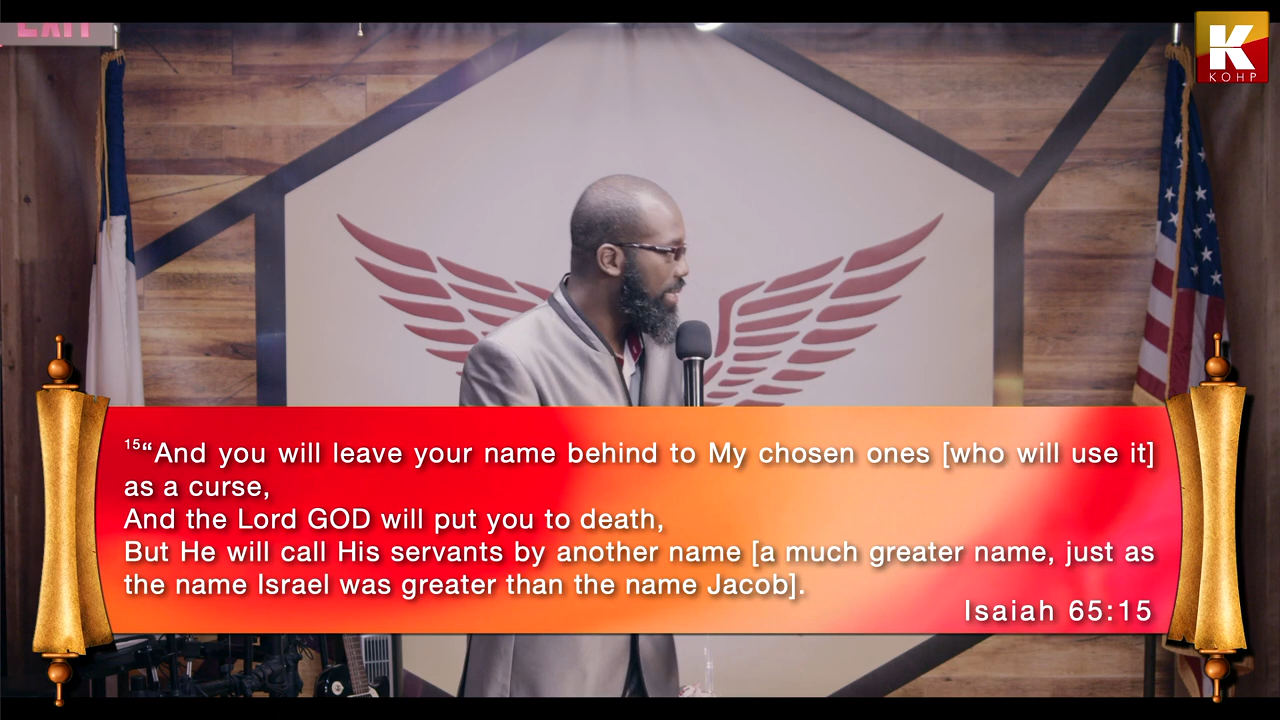 EXIT
K
KOHP
15“And you will leave your name behind to My chosen ones [who will use it]
as a curse,
And the Lord GOD will put you to death,
But He will call His servants by another name [a much greater name, just as
the name Israel was greater than the name Jacob].
Isaiah 65:15